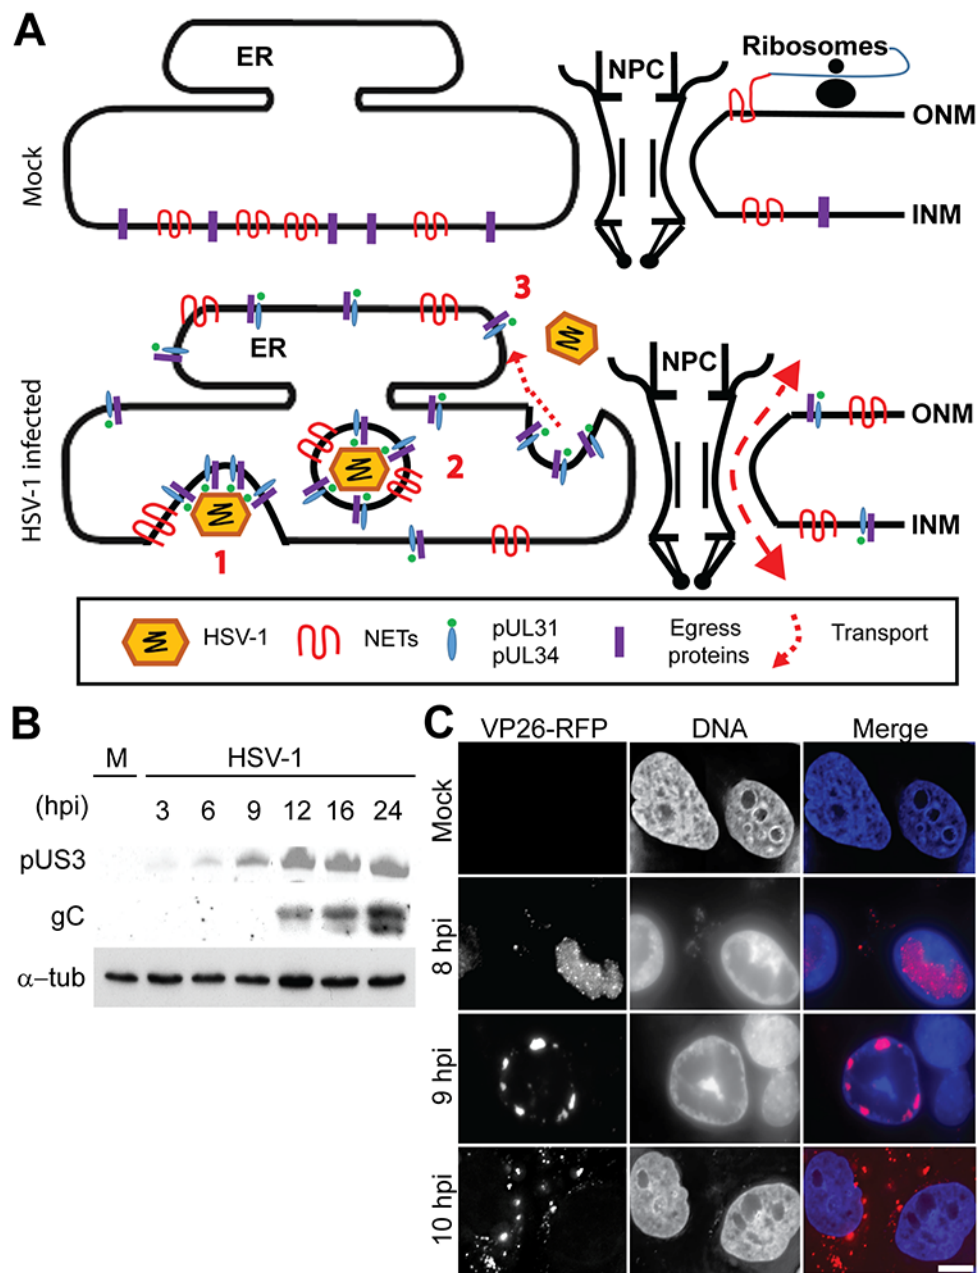 A
ER
NPC
Ribosomes
ONM
INM
Mock
3
ER
NPC
ONM
2
INM
1
HSV-1 infected
HSV-1
NETs
pUL31
pUL34
Egress
proteins
Transport
B
M HSV-1
(hpi) 3 6 9 12 16 24
pUS3
gC
α–tub
C
VP26-RFP DNA Merge
Mock
8 hpi
9 hpi
10 hpi